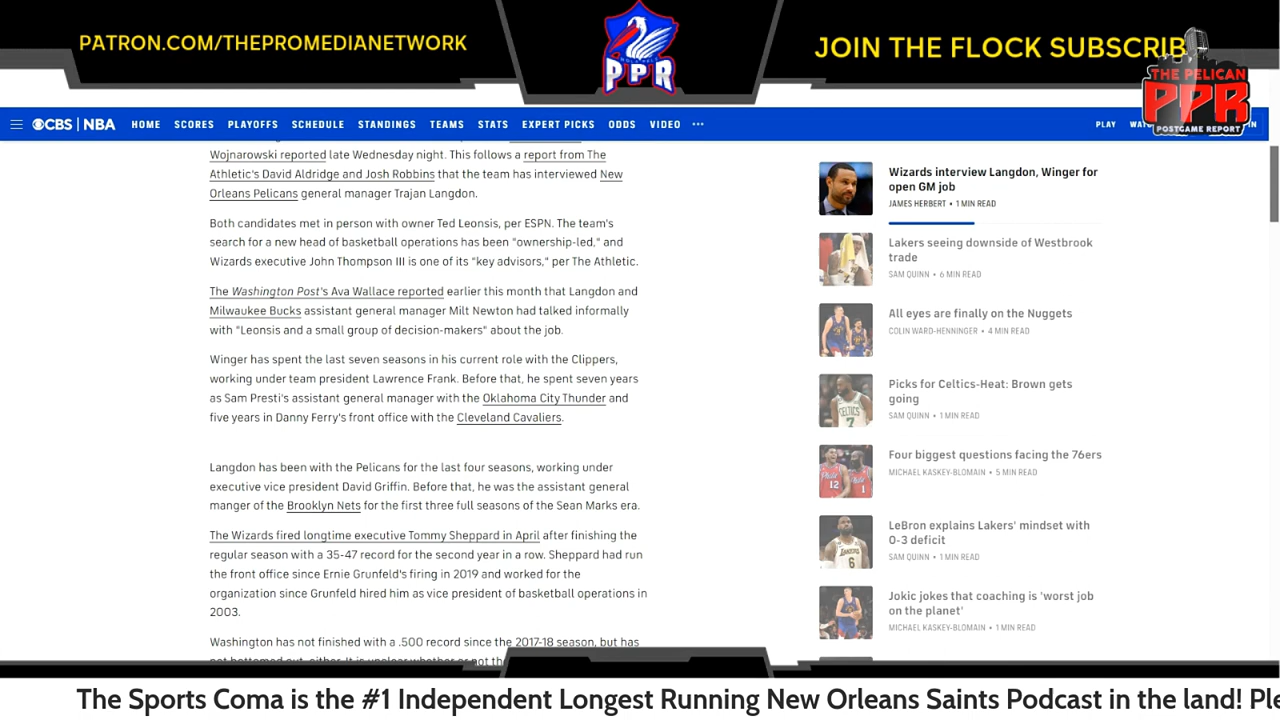 PATRON.COM/THEPROMEDIANETWORK
PPR
JOIN THE FLOCK SUBSCRIB
THE PELICAN
PPR
POSTGAME REPORT
CBS | NBA HOME SCORES PLAYOFFS SCHEDULE STANDINGS TEAMS STATS EXPERT PICKS ODDS VIDEO ••• PLAY
Wojnarowski reported late Wednesday night. This follows a report from The
Athletic's David Aldridge and Josh Robbins that the team has interviewed New
Orleans Pelicans general manager Trajan Langdon.
Both candidates met in person with owner Ted Leonsis, per ESPN. The team's
search for a new head of basketball operations has been "ownership-led," and
Wizards executive John Thompson III is one of its "key advisors," per The Athletic.
The Washington Post's Ava Wallace reported earlier this month that Langdon and
Milwaukee Bucks assistant general manager Milt Newton had talked informally
with "Leonsis and a small group of decision-makers" about the job.
Winger has spent the last seven seasons in his current role with the Clippers,
working under team president Lawrence Frank. Before that, he spent seven years
as Sam Presti's assistant general manager with the Oklahoma City Thunder and
five years in Danny Ferry's front office with the Cleveland Cavaliers.
Langdon has been with the Pelicans for the last four seasons, working under
executive vice president David Griffin. Before that, he was the assistant general
manger of the Brooklyn Nets for the first three full seasons of the Sean Marks era.
The Wizards fired longtime executive Tommy Sheppard in April after finishing the
regular season with a 35-47 record for the second year in a row. Sheppard had run
the front office since Ernie Grunfeld's firing in 2019 and worked for the
organization since Grunfeld hired him as vice president of basketball operations in
2003.
Washington has not finished with a .500 record since the 2017-18 season, but has
Wizards interview Langdon, Winger for
open GM job
JAMES HERBERT • 1 MIN READ
Lakers seeing downside of Westbrook
trade
SAM QUINN • 6 MIN READ
All eyes are finally on the Nuggets
COLIN WARD-HENNINGER • 4 MIN READ
Picks for Celtics-Heat: Brown gets
going
SAM QUINN • 1 MIN READ
Four biggest questions facing the 76ers
MICHAEL KASKEY-BLOMAIN • 5 MIN READ
LeBron explains Lakers' mindset with
0-3 deficit
SAM QUINN • 1 MIN READ
Jokic jokes that coaching is 'worst job
on the planet'
MICHAEL KASKEY-BLOMAIN • 1 MIN READ
The Sports Coma is the #1 Independent Longest Running New Orleans Saints Podcast in the land! Ple